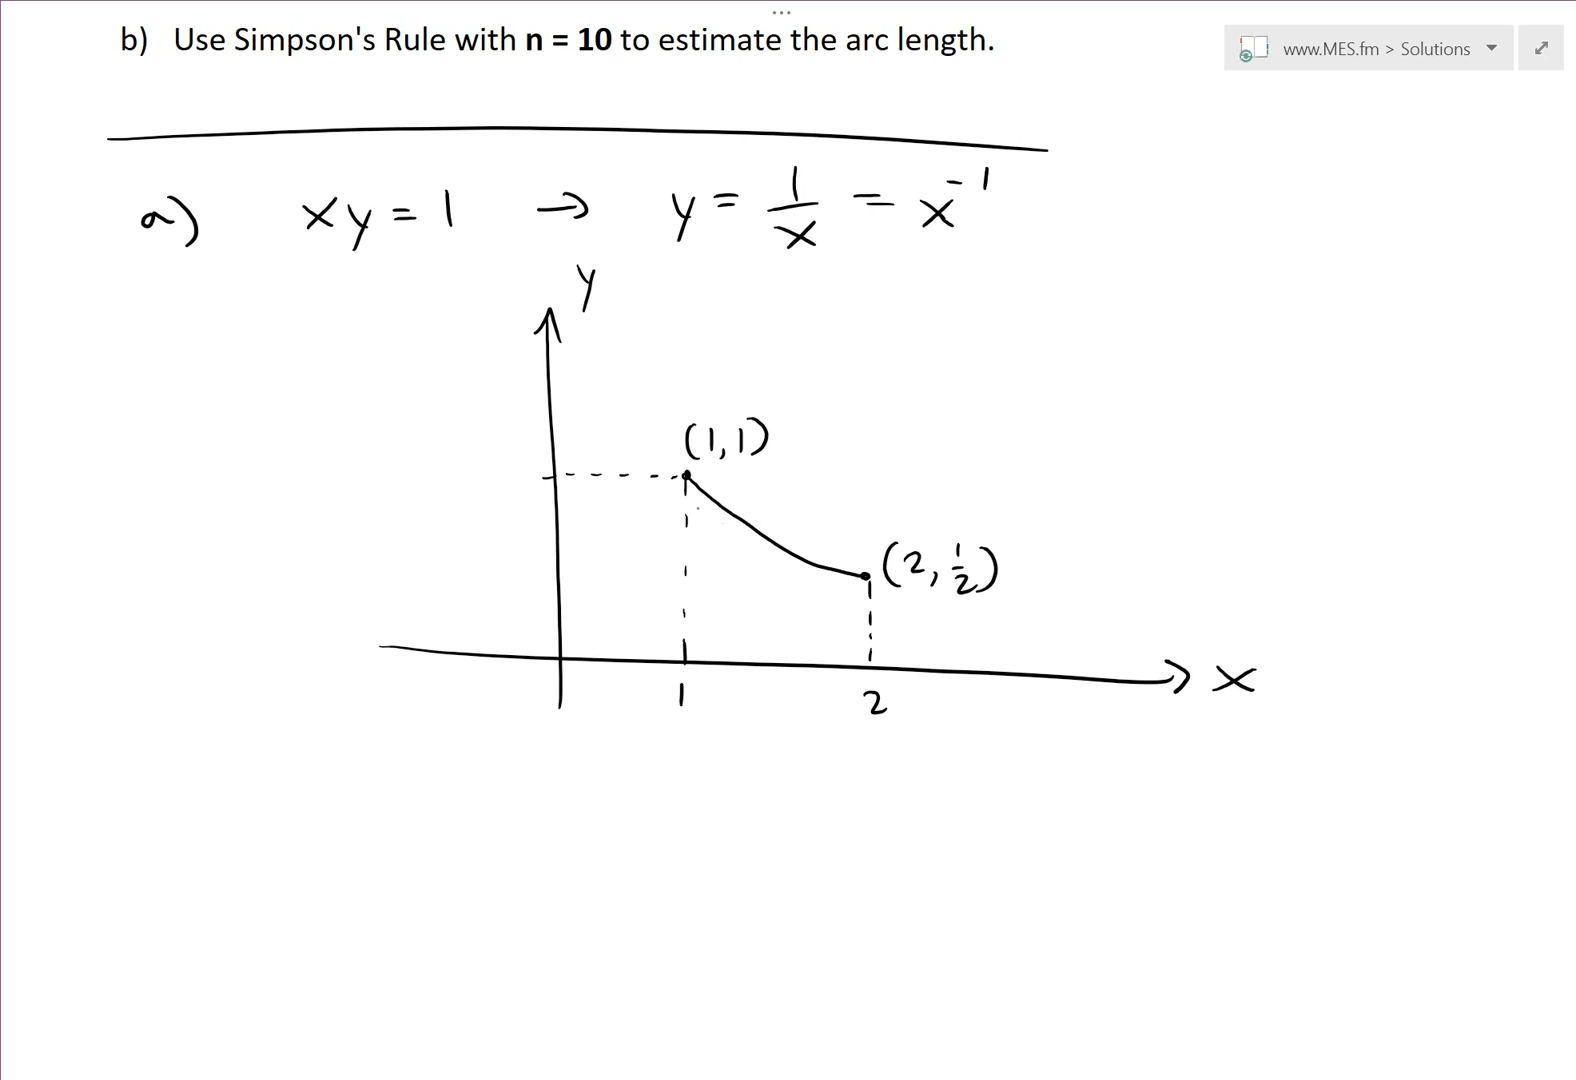 b) Use Simpson's Rule with n = 10 to estimate the arc length.
www.MES.fm > Solutions
a) xy = 1 → y = 1/x = x⁻¹
y
(1,1)
(2, 1/2)
x
1 2